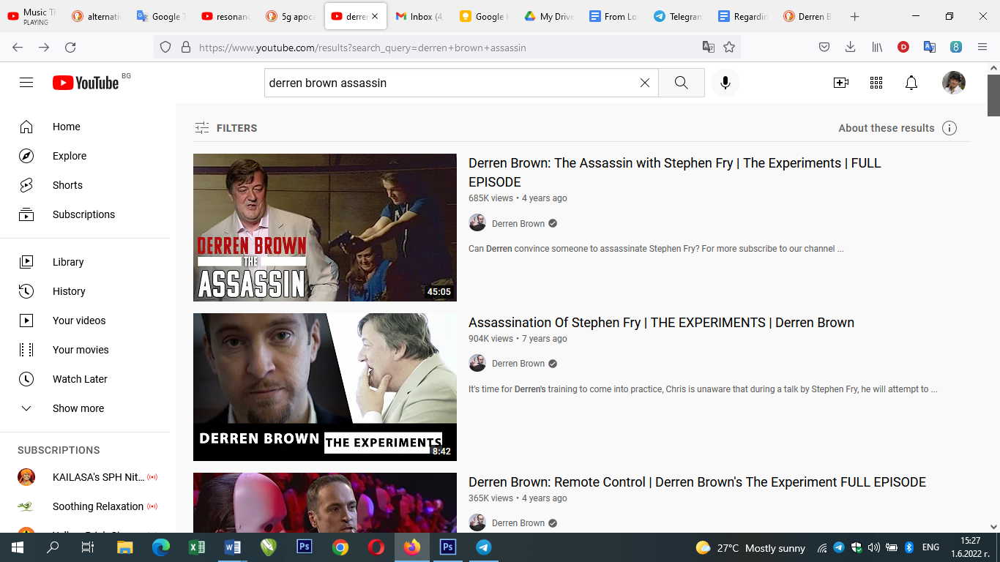 Music Th
PLAYING
alternativ
Google T
resonanc
5g apoca
derren
Inbox (4,
Google K
My Drive
From Lo
Telegram
Regardin
Derren B
https://www.youtube.com/results?search_query=derren+brown+assassin
YouTube BG
derren brown assassin
Home
Explore
Shorts
Subscriptions
Library
History
Your videos
Your movies
Watch Later
Show more
SUBSCRIPTIONS
KAILASA's SPH Nit...
Soothing Relaxation
FILTERS
About these results
DERREN BROWN
THE
ASSASSIN
45:05
Derren Brown: The Assassin with Stephen Fry | The Experiments | FULL
EPISODE
685K views • 4 years ago
Derren Brown
Can Derren convince someone to assassinate Stephen Fry? For more subscribe to our channel ...
DERREN BROWN THE EXPERIMENTS
8:42
Assassination Of Stephen Fry | THE EXPERIMENTS | Derren Brown
904K views • 7 years ago
Derren Brown
It's time for Derren's training to come into practice, Chris is unaware that during a talk by Stephen Fry, he will attempt to ...
Derren Brown: Remote Control | Derren Brown's The Experiment FULL EPISODE
365K views • 4 years ago
Derren Brown
27°C Mostly sunny
ENG
15:27
1.6.2022 г.